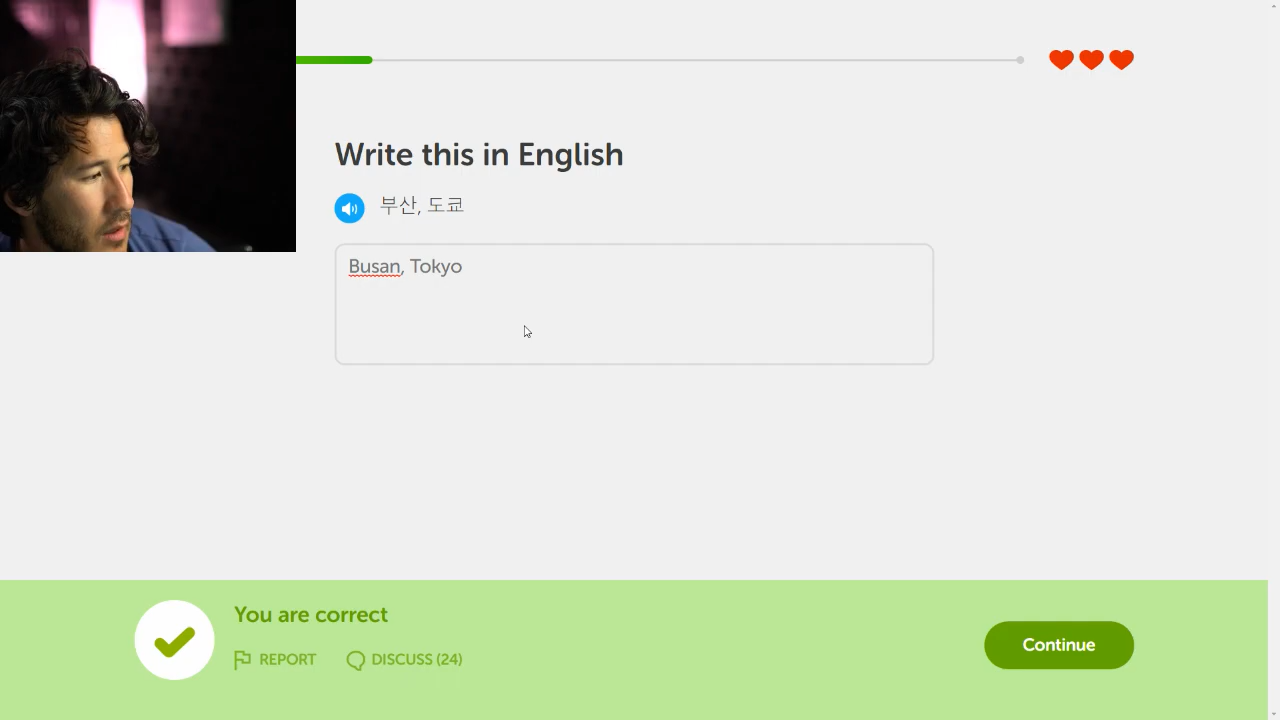 Write this in English
부산, 도쿄
Busan, Tokyo
You are correct
REPORT
DISCUSS (24)
Continue